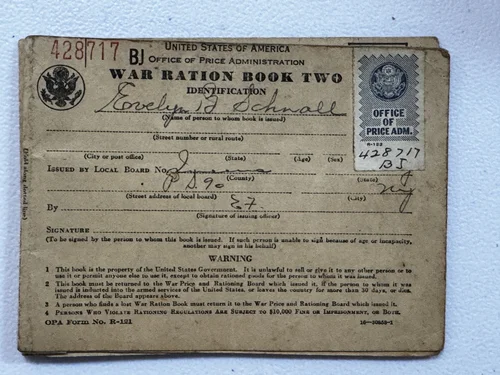 428717 BJ
UNITED STATES OF AMERICA
OFFICE OF PRICE ADMINISTRATION
WAR RATION BOOK TWO
IDENTIFICATION
OFFICE
OF
PRICE ADM.
R-122
428717
BJ
Evelyn Schnall
(Name of person to whom book is issued)
(Street number or rural route)
(City or post office) (State) (Age) (Sex)
ISSUED BY LOCAL BOARD No.
(County) (State)
P.S. 90 NY
(Street address of local board) (City)
By
(Signature of issuing officer)
SIGNATURE
(To be signed by the person to whom this book is issued. If such person is unable to sign because of age or incapacity,
another may sign in his behalf)
WARNING
1 This book is the property of the United States Government. It is unlawful to sell or give it to any other person or to
use it or permit anyone else to use it, except to obtain rationed goods for the person to whom it was issued.
2 This book must be returned to the War Price and Rationing Board which issued it, if the person to whom it was
issued is inducted into the armed services of the United States, or leaves the country for more than 30 days, or dies.
The address of the Board appears above.
3 A person who finds a lost War Ration Book must return it to the War Price and Rationing Board which issued it.
4 PERSONS WHO VIOLATE RATIONING REGULATIONS ARE SUBJECT TO $10,000 FINE OR IMPRISONMENT, OR BOTH.
OPA Form No. R-121